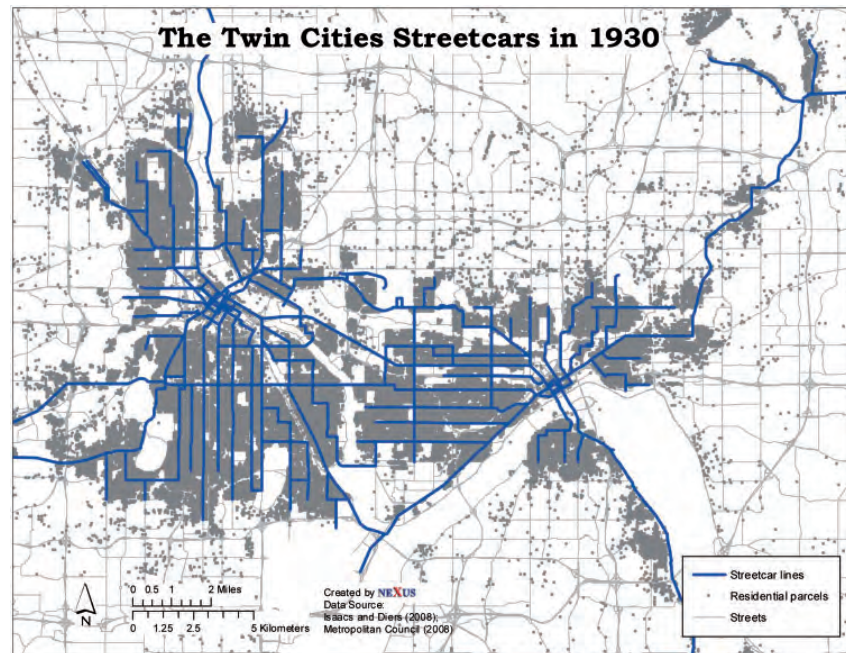 The Twin Cities Streetcars in 1930
N
0 0.5 1 2 Miles
0 1.25 2.5 5 Kilometers
Created by NEXUS
Data Source:
Isaacs and Diers (2008);
Metropolitan Council (2008)
Streetcar lines
Residential parcels
Streets